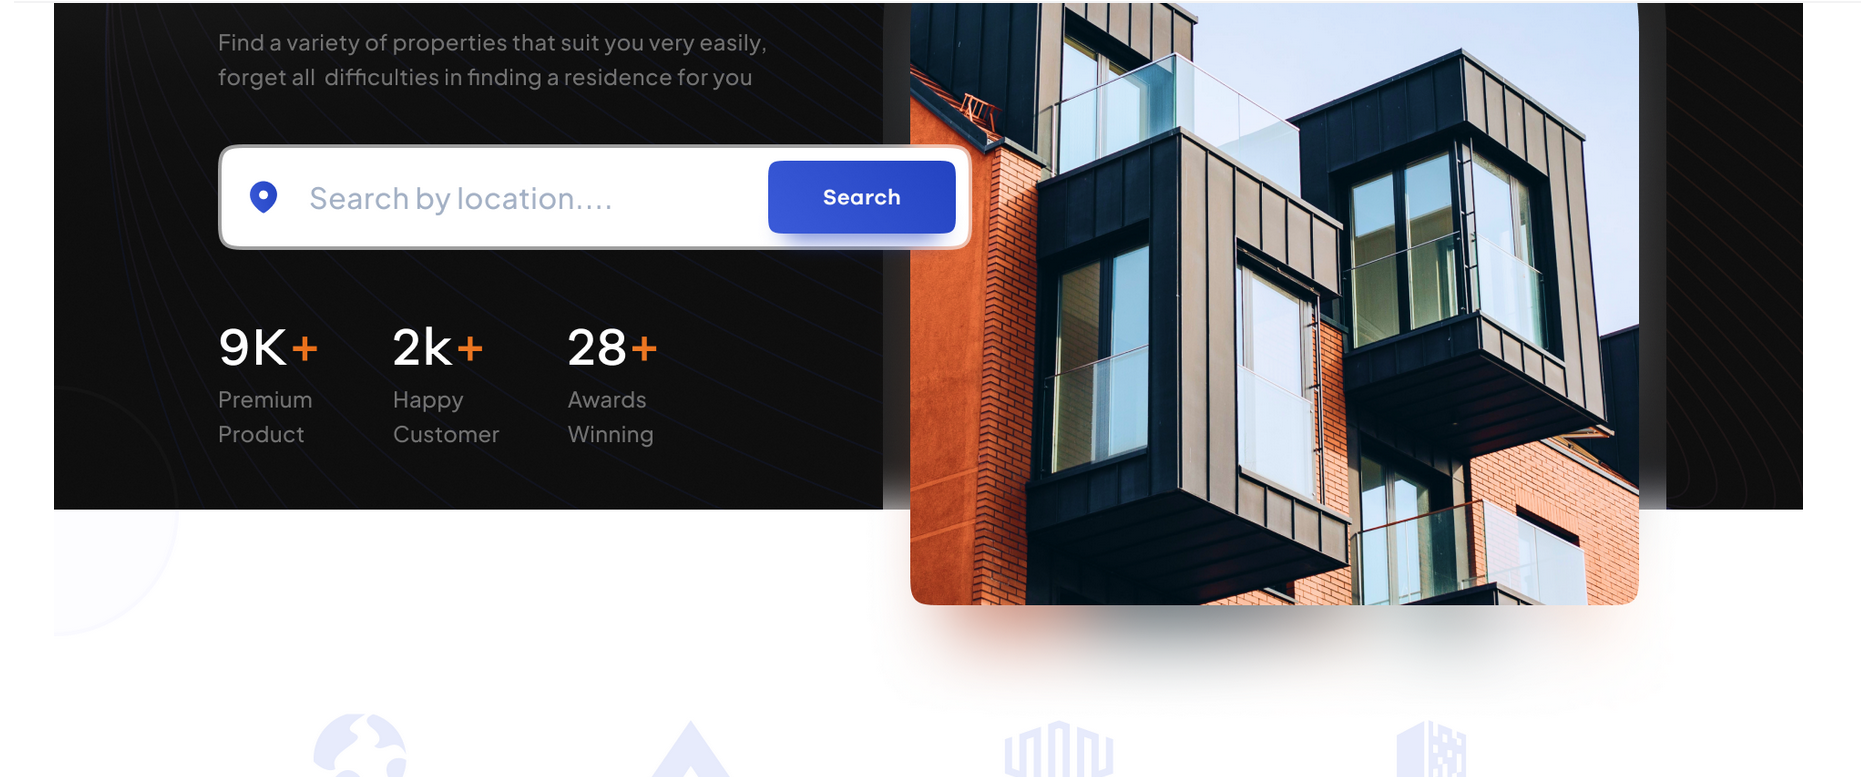 Find a variety of properties that suit you very easily,
forget all difficulties in finding a residence for you
Search by location....
Search
9K+
Premium
Product
2k+
Happy
Customer
28+
Awards
Winning